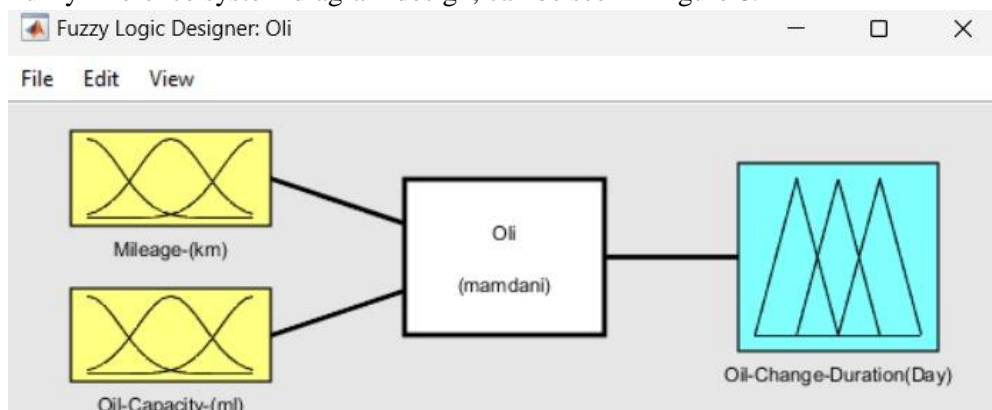 Fuzzy Logic Designer: Oli
File Edit View
Mileage-(km)
Oli
(mamdani)
Oil-Capacity-(ml)
Oil-Change-Duration(Day)